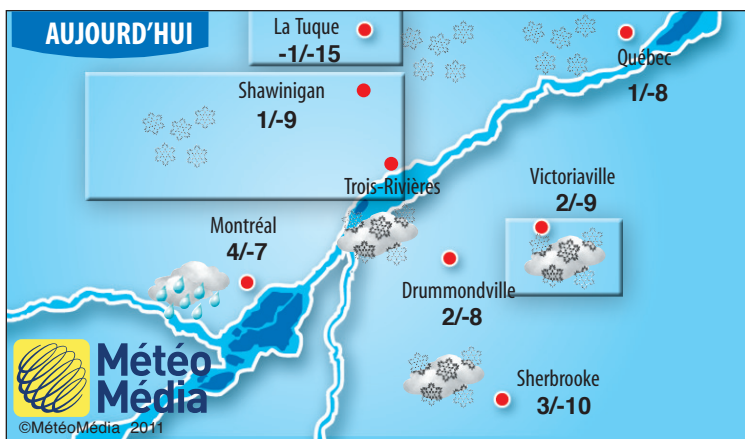 AUJOURD'HUI
La Tuque
-1/-15
Québec
1/-8
Shawinigan
1/-9
Trois-Rivières
Victoriaville
2/-9
Montréal
4/-7
Drummondville
2/-8
Sherbrooke
3/-10
Météo
Média
©MétéoMédia 2011